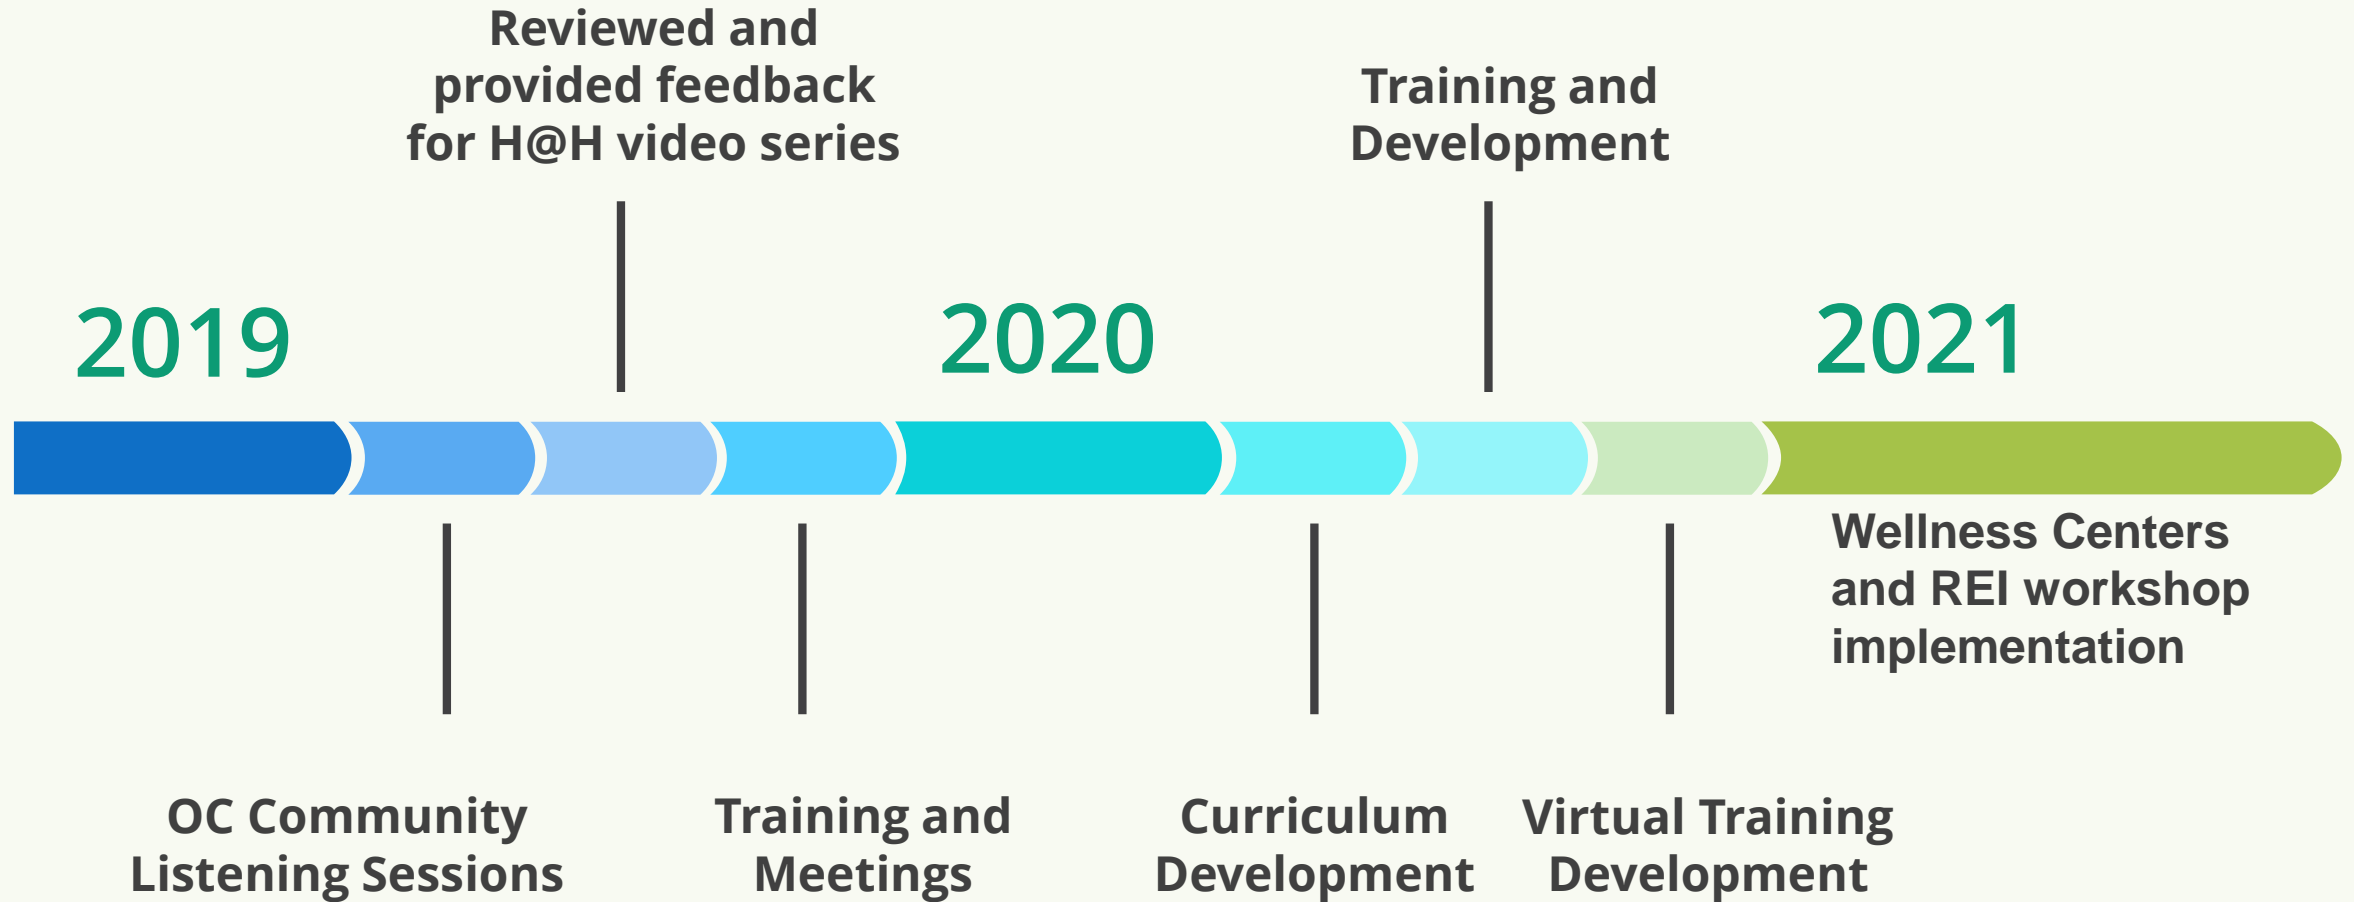 Reviewed and
provided feedback
for H@H video series
Training and
Development
2019
2020
2021
Wellness Centers
and REI workshop
implementation
OC Community
Listening Sessions
Training and
Meetings
Curriculum
Development
Virtual Training
Development